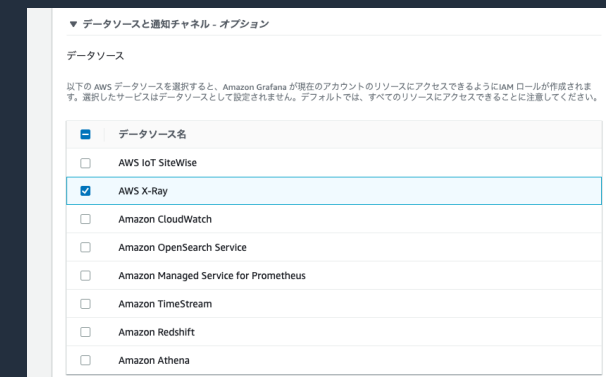 ▼ データソースと通知チャネル - オプション
データソース
以下の AWS データソースを選択すると、Amazon Grafana が現在のアカウントのリソースにアクセスできるようにIAM ロールが作成されま
す。選択したサービスはデータソースとして設定されません。デフォルトでは、すべてのリソースにアクセスできることに注意してください。
データソース名
AWS IoT SiteWise
AWS X-Ray
Amazon CloudWatch
Amazon OpenSearch Service
Amazon Managed Service for Prometheus
Amazon TimeStream
Amazon Redshift
Amazon Athena